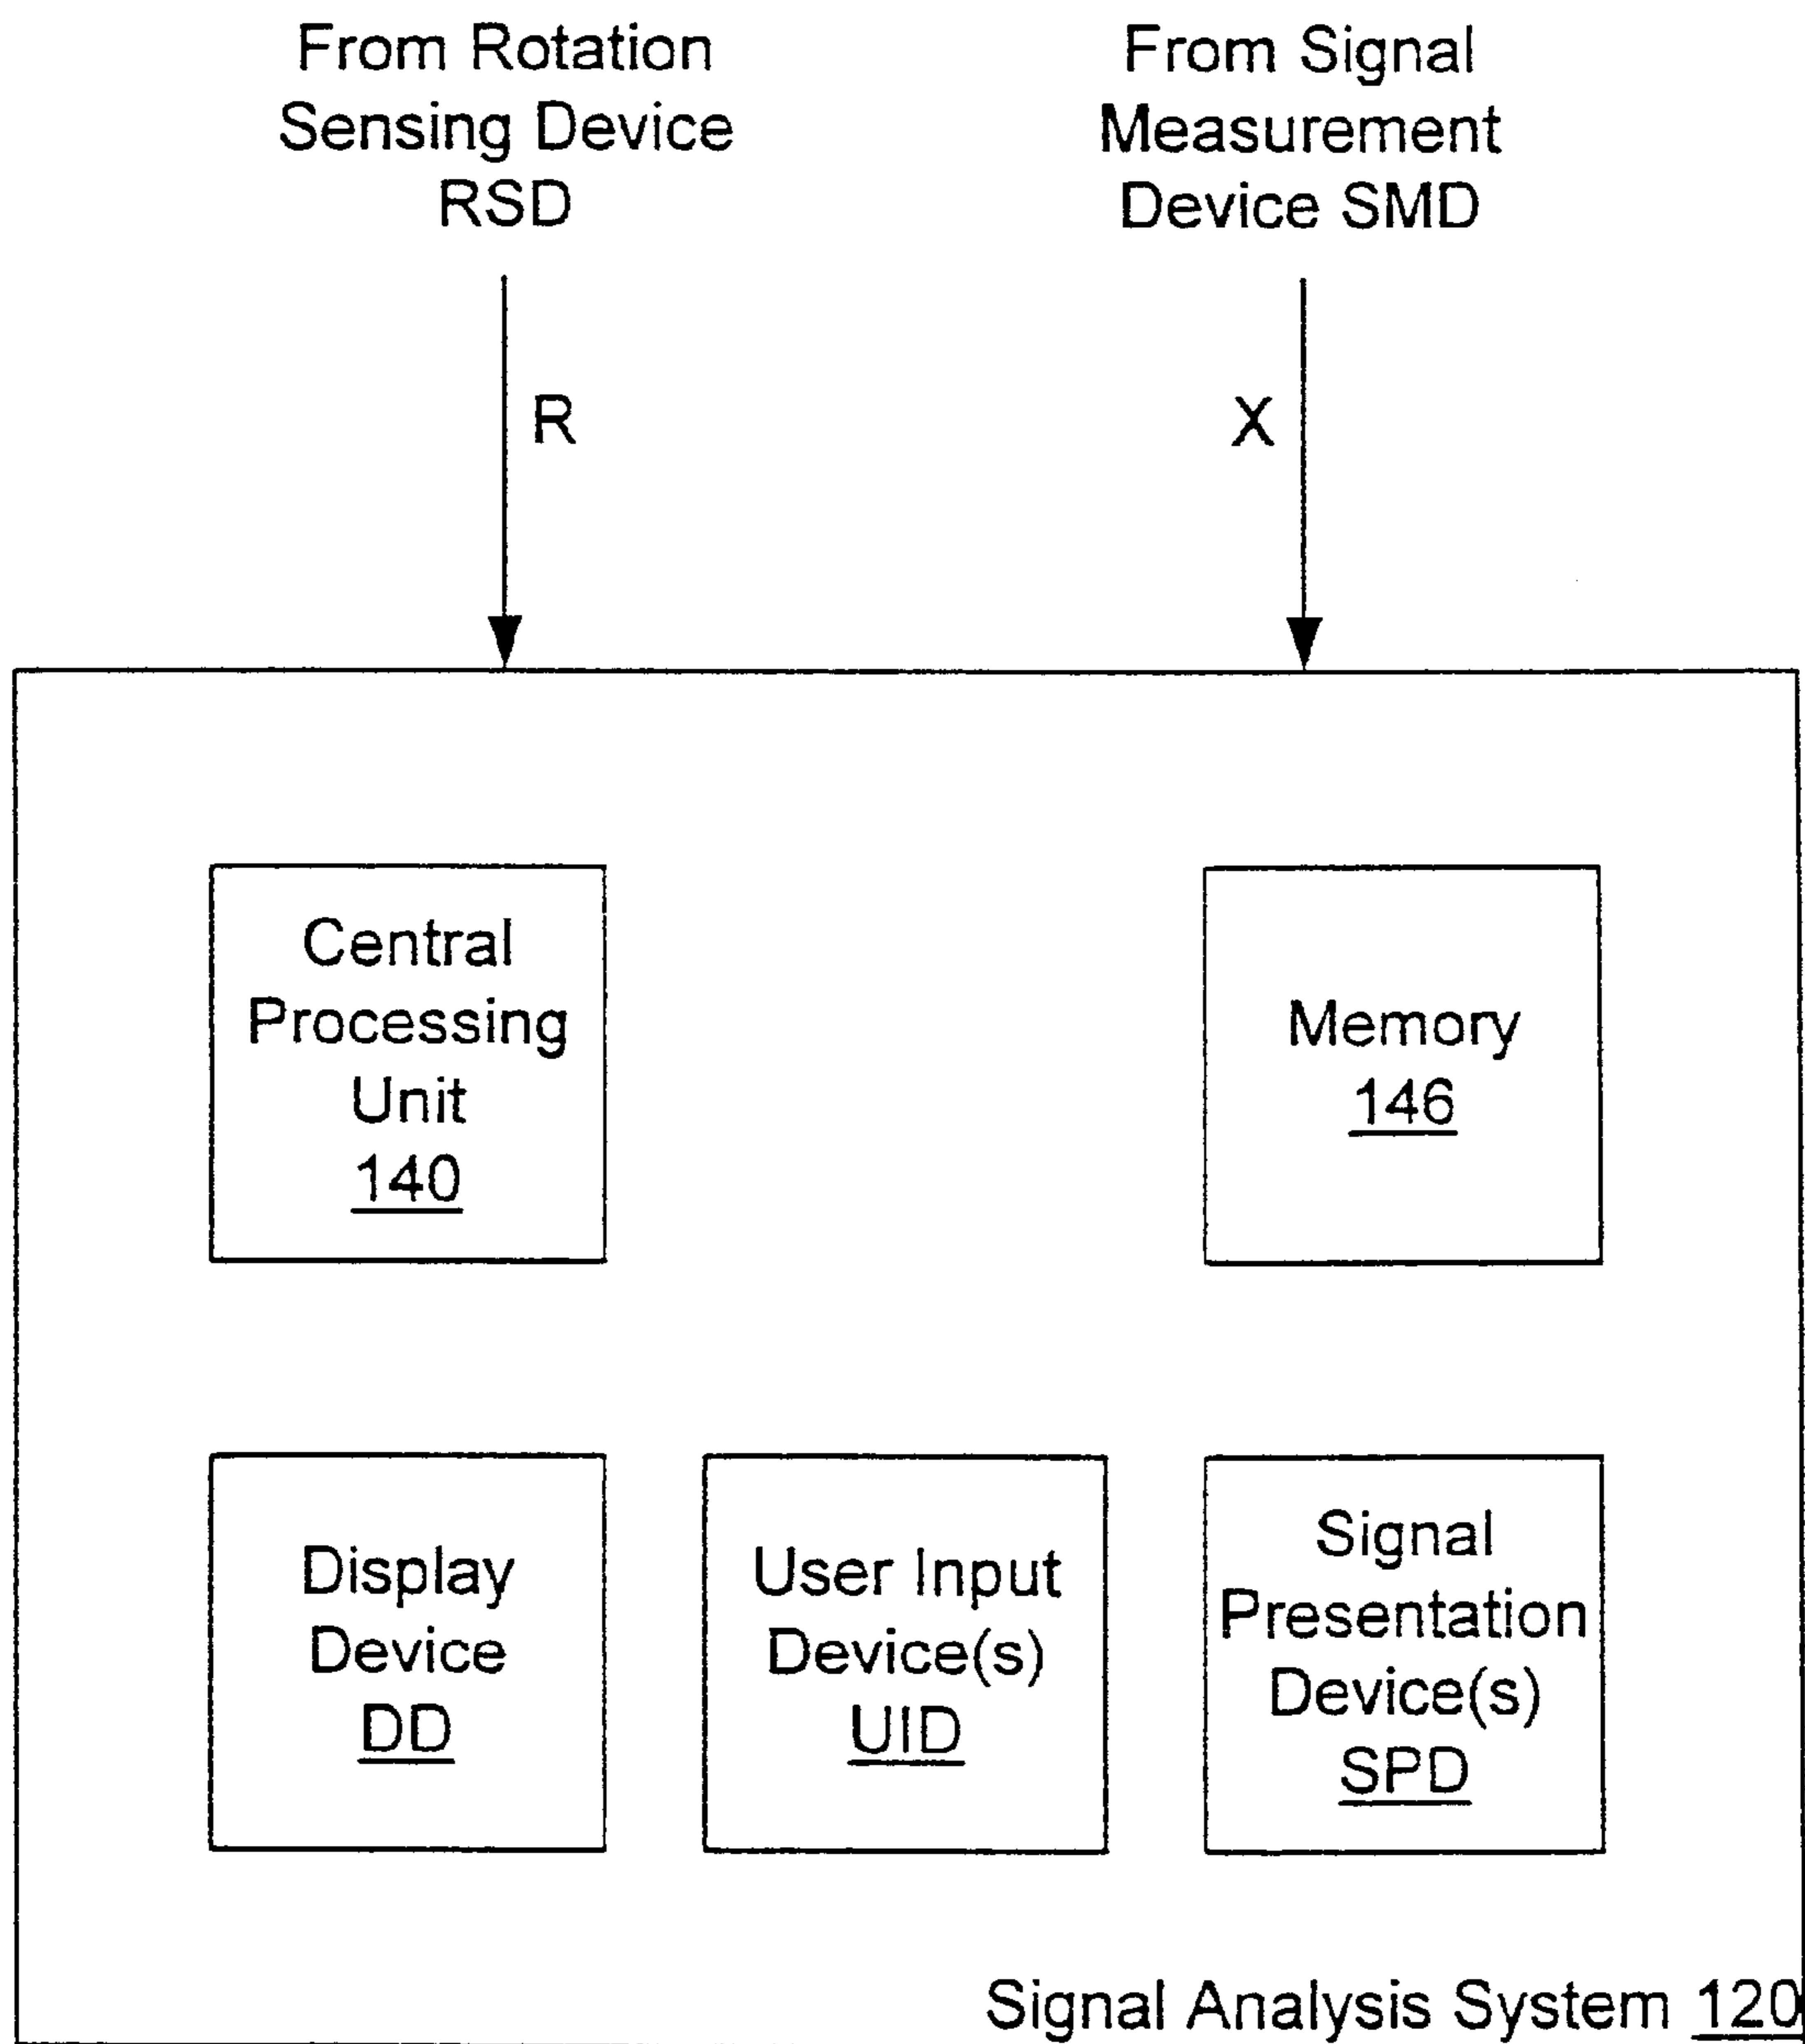 From Rotation
Sensing Device
RSD
From Signal
Measurement
Device SMD
R
X
Central
Processing
Unit
140
Memory
146
Display
Device
DD
User Input
Device(s)
UID
Signal
Presentation
Device(s)
SPD
Signal Analysis System 120